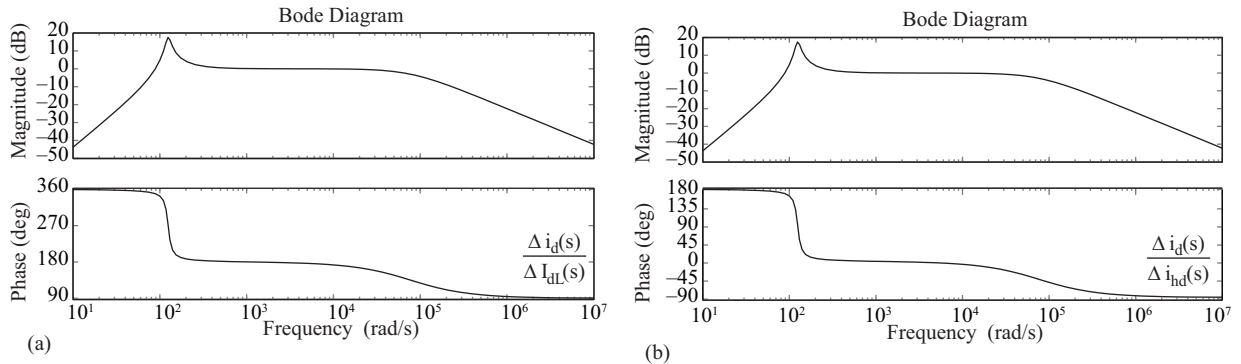 Bode Diagram
Magnitude (dB)
20
10
0
−10
−20
−30
−40
−50
Phase (deg)
360
270
180
90
Δ i_d(s)
Δ I_dL(s)
10^1
10^2
10^3
10^4
10^5
10^6
10^7
Frequency (rad/s)
(a)
Bode Diagram
Magnitude (dB)
20
10
0
−10
−20
−30
−40
−50
Phase (deg)
180
135
90
45
0
−45
−90
Δ i_d(s)
Δ i_hd(s)
10^1
10^2
10^3
10^4
10^5
10^6
10^7
Frequency (rad/s)
(b)